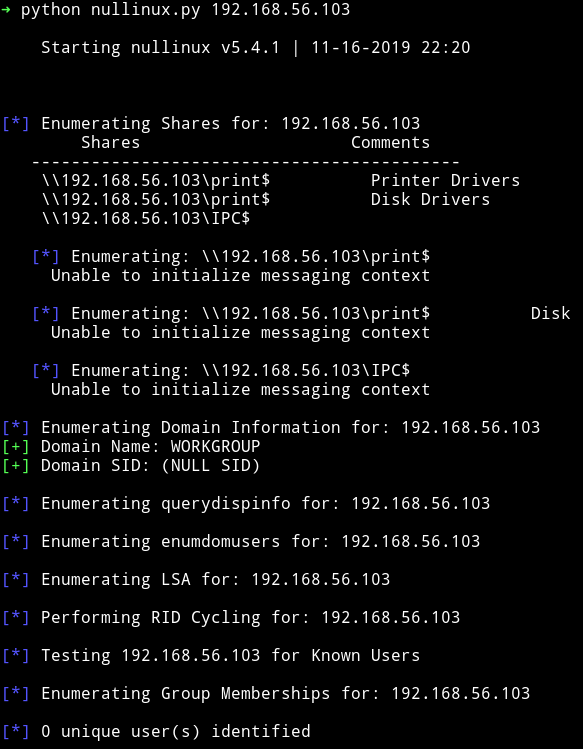 → python nullinux.py 192.168.56.103
Starting nullinux v5.4.1 | 11-16-2019 22:20
[*] Enumerating Shares for: 192.168.56.103
Shares Comments
-------------------------------------------
\\192.168.56.103\print$ Printer Drivers
\\192.168.56.103\print$ Disk Drivers
\\192.168.56.103\IPC$
[*] Enumerating: \\192.168.56.103\print$
Unable to initialize messaging context
[*] Enumerating: \\192.168.56.103\print$ Disk
Unable to initialize messaging context
[*] Enumerating: \\192.168.56.103\IPC$
Unable to initialize messaging context
[*] Enumerating Domain Information for: 192.168.56.103
[+] Domain Name: WORKGROUP
[+] Domain SID: (NULL SID)
[*] Enumerating querydispinfo for: 192.168.56.103
[*] Enumerating enumdomusers for: 192.168.56.103
[*] Enumerating LSA for: 192.168.56.103
[*] Performing RID Cycling for: 192.168.56.103
[*] Testing 192.168.56.103 for Known Users
[*] Enumerating Group Memberships for: 192.168.56.103
[*] 0 unique user(s) identified